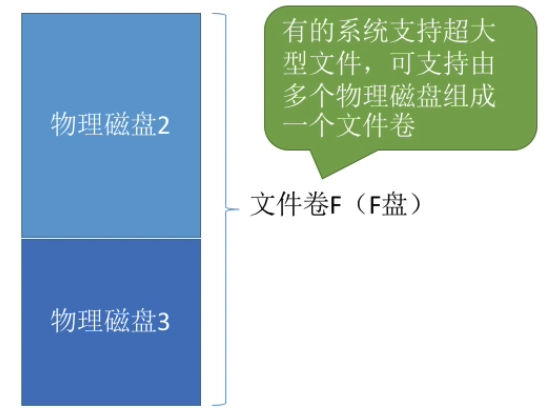 有的系统支持超大
型文件，可支持由
多个物理磁盘组成
一个文件卷
物理磁盘2
文件卷F（F盘）
物理磁盘3